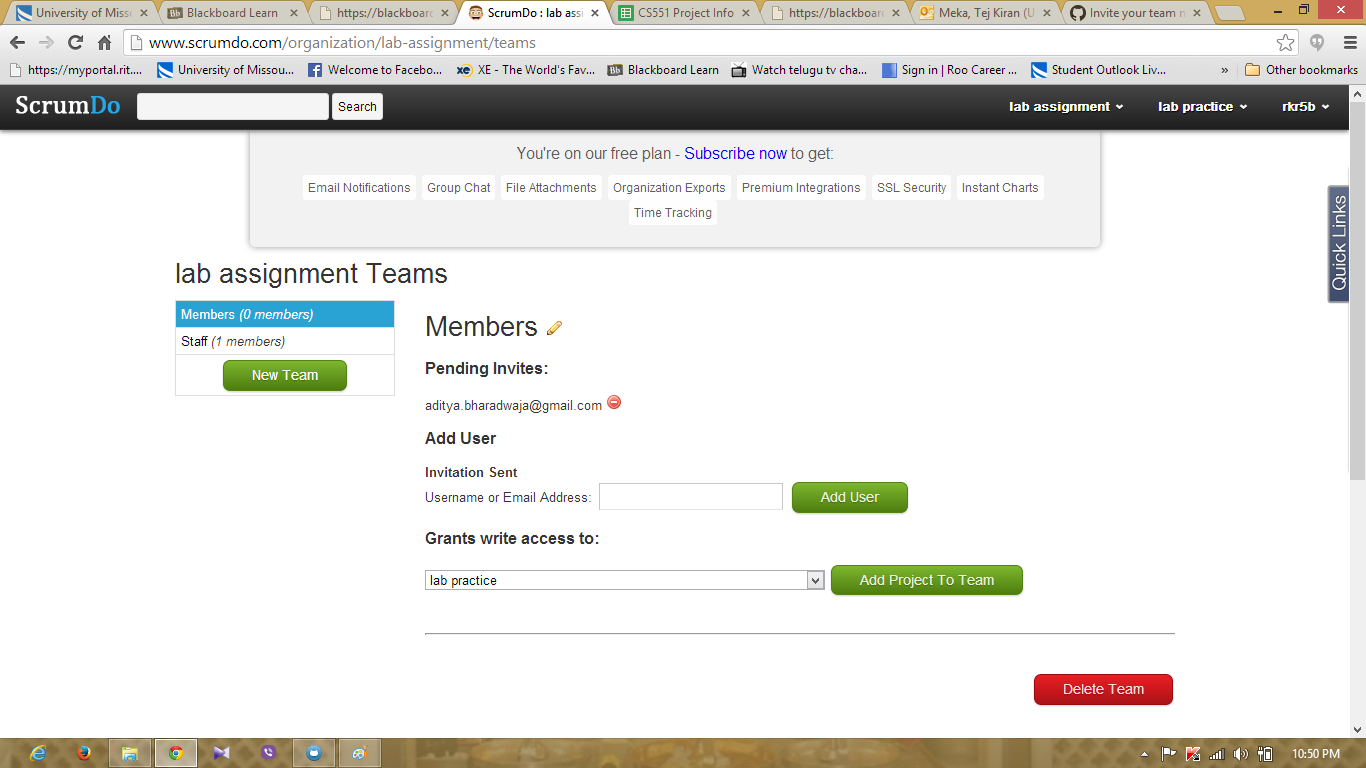 University of Miss
Blackboard Learn
https://blackboard
ScrumDo : lab ass
CS551 Project Info
https://blackboard
Meka, Tej Kiran (U
Invite your team n
www.scrumdo.com/organization/lab-assignment/teams
https://myportal.rit....
University of Missou...
Welcome to Facebo...
XE - The World's Fav...
Blackboard Learn
Watch telugu tv cha...
Sign in | Roo Career ...
Student Outlook Liv...
»
Other bookmarks
ScrumDo
Search
lab assignment
lab practice
rkr5b
You're on our free plan - Subscribe now to get:
Email Notifications Group Chat File Attachments Organization Exports Premium Integrations SSL Security Instant Charts
Time Tracking
Quick Links
lab assignment Teams
Members (0 members)
Staff (1 members)
New Team
Members
Pending Invites:
aditya.bharadwaja@gmail.com
Add User
Invitation Sent
Username or Email Address:
Add User
Grants write access to:
lab practice
Add Project To Team
Delete Team
10:50 PM